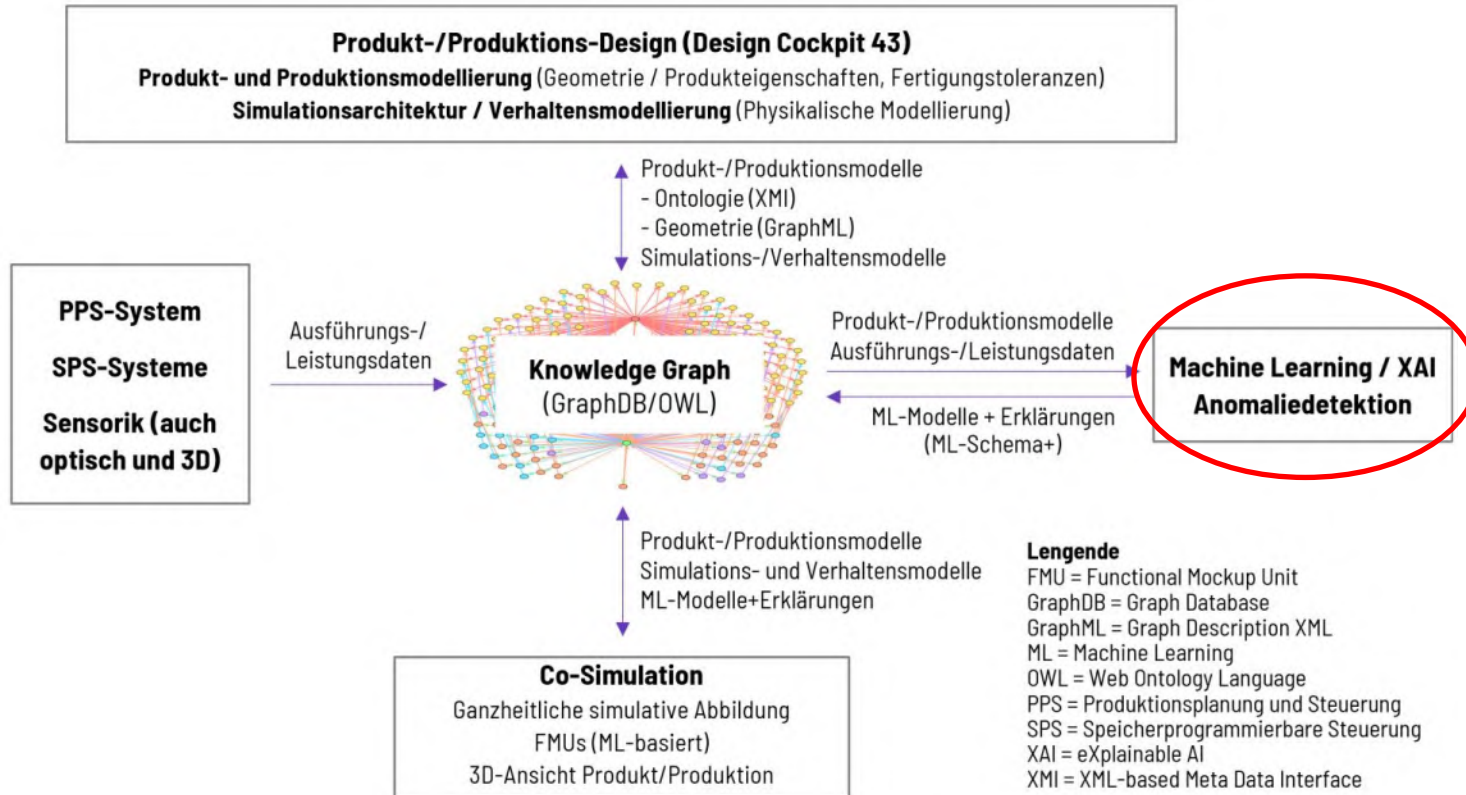 Produkt-/Produktions-Design (Design Cockpit 43)
Produkt- und Produktionsmodellierung (Geometrie / Produkteigenschaften, Fertigungstoleranzen)
Simulationsarchitektur / Verhaltensmodellierung (Physikalische Modellierung)
Produkt-/Produktionsmodelle
- Ontologie (XMI)
- Geometrie (GraphML)
Simulations-/Verhaltensmodelle
PPS-System
SPS-Systeme
Sensorik (auch
optisch und 3D)
Ausführungs-/
Leistungsdaten
Knowledge Graph
(GraphDB/OWL)
Produkt-/Produktionsmodelle
Ausführungs-/Leistungsdaten
ML-Modelle + Erklärungen
(ML-Schema+)
Machine Learning / XAI
Anomaliedetektion
Produkt-/Produktionsmodelle
Simulations- und Verhaltensmodelle
ML-Modelle+Erklärungen
Co-Simulation
Ganzheitliche simulative Abbildung
FMUs (ML-basiert)
3D-Ansicht Produkt/Produktion
Lengende
FMU = Functional Mockup Unit
GraphDB = Graph Database
GraphML = Graph Description XML
ML = Machine Learning
OWL = Web Ontology Language
PPS = Produktionsplanung und Steuerung
SPS = Speicherprogrammierbare Steuerung
XAI = eXplainable AI
XMI = XML-based Meta Data Interface